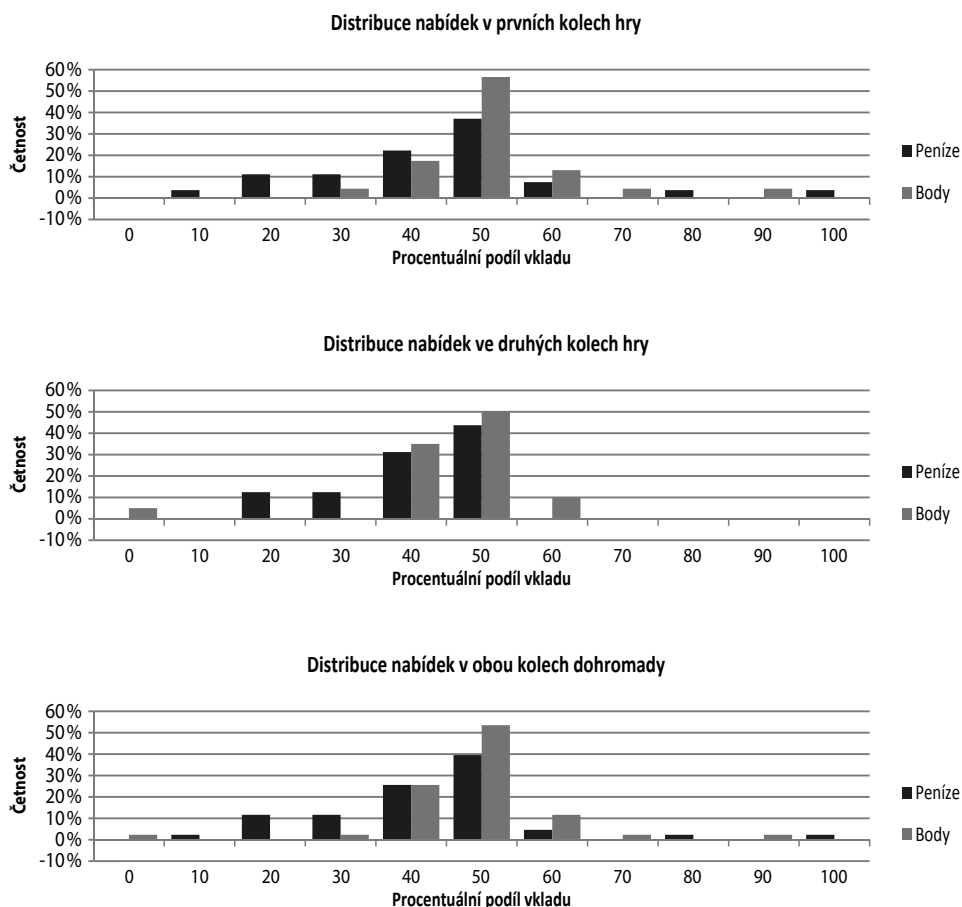 Distribuce nabídek v prvních kolech hry
Četnost
60%
50%
40%
30%
20%
10%
0%
-10%
0 10 20 30 40 50 60 70 80 90 100
Procentuální podíl vkladu
Peníze
Body
Distribuce nabídek ve druhých kolech hry
Četnost
60%
50%
40%
30%
20%
10%
0%
-10%
0 10 20 30 40 50 60 70 80 90 100
Procentuální podíl vkladu
Peníze
Body
Distribuce nabídek v obou kolech dohromady
Četnost
60%
50%
40%
30%
20%
10%
0%
-10%
0 10 20 30 40 50 60 70 80 90 100
Procentuální podíl vkladu
Peníze
Body